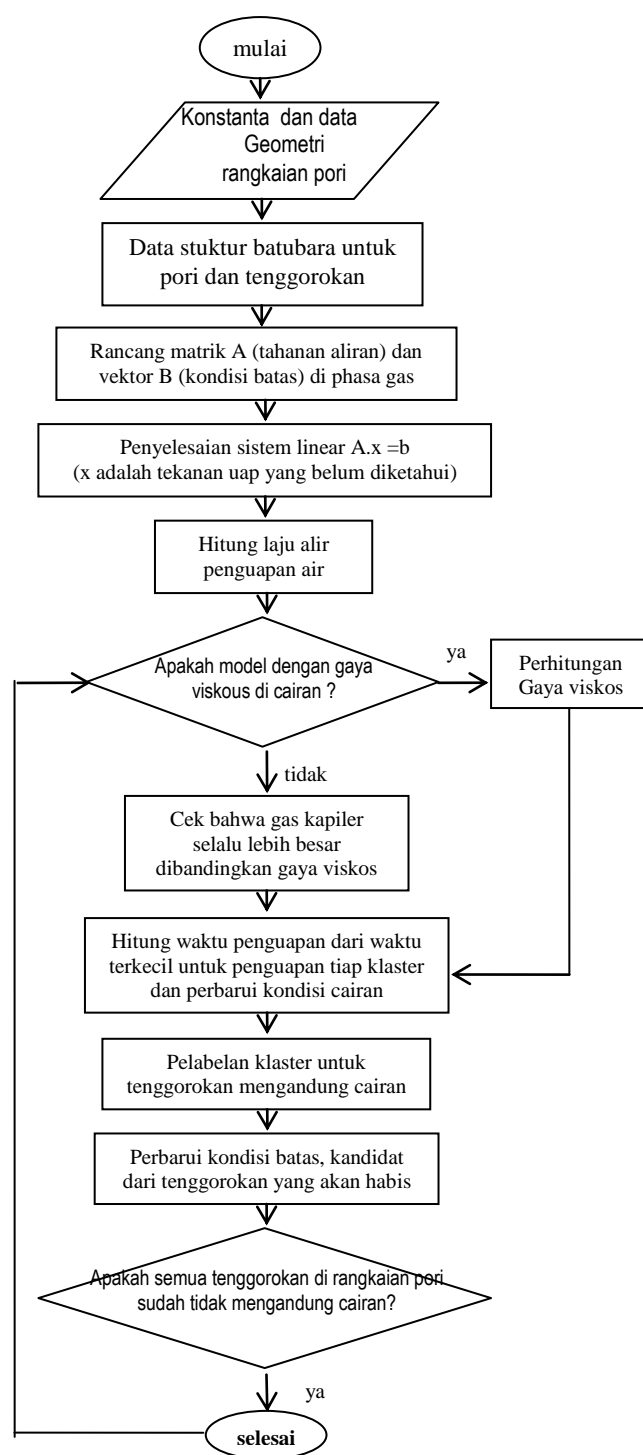 mulai
Konstanta dan data
Geometri
rangkaian pori
Data stuktur batubara untuk
pori dan tenggorokan
Rancang matrik A (tahanan aliran) dan
vektor B (kondisi batas) di phasa gas
Penyelesaian sistem linear A.x =b
(x adalah tekanan uap yang belum diketahui)
Hitung laju alir
penguapan air
Apakah model dengan gaya
viskous di cairan ?
ya
Perhitungan
Gaya viskos
tidak
Cek bahwa gas kapiler
selalu lebih besar
dibandingkan gaya viskos
Hitung waktu penguapan dari waktu
terkecil untuk penguapan tiap klaster
dan perbarui kondisi cairan
Pelabelan klaster untuk
tenggorokan mengandung cairan
Perbarui kondisi batas, kandidat
dari tenggorokan yang akan habis
Apakah semua tenggorokan di rangkaian pori
sudah tidak mengandung cairan?
ya
selesai